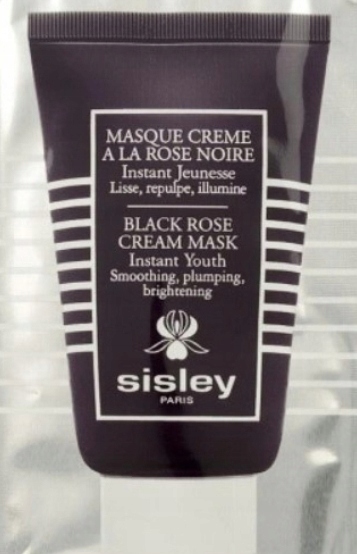 MASQUE CREME
A LA ROSE NOIRE
Instant Jeunesse
Lisse, repulpe, illumine
BLACK ROSE
CREAM MASK
Instant Youth
Smoothing, plumping,
brightening
sisley
PARIS